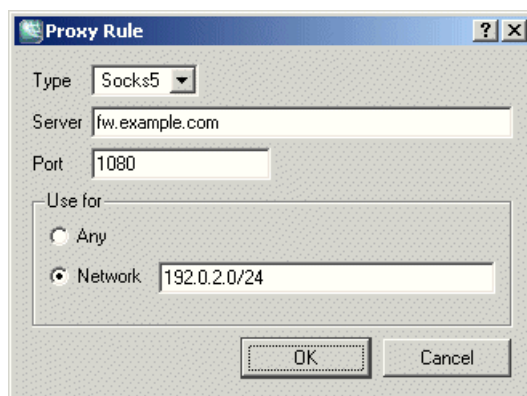 Proxy Rule
Type Socks5
Server fw.example.com
Port 1080
Use for
Any
Network 192.0.2.0/24
OK Cancel